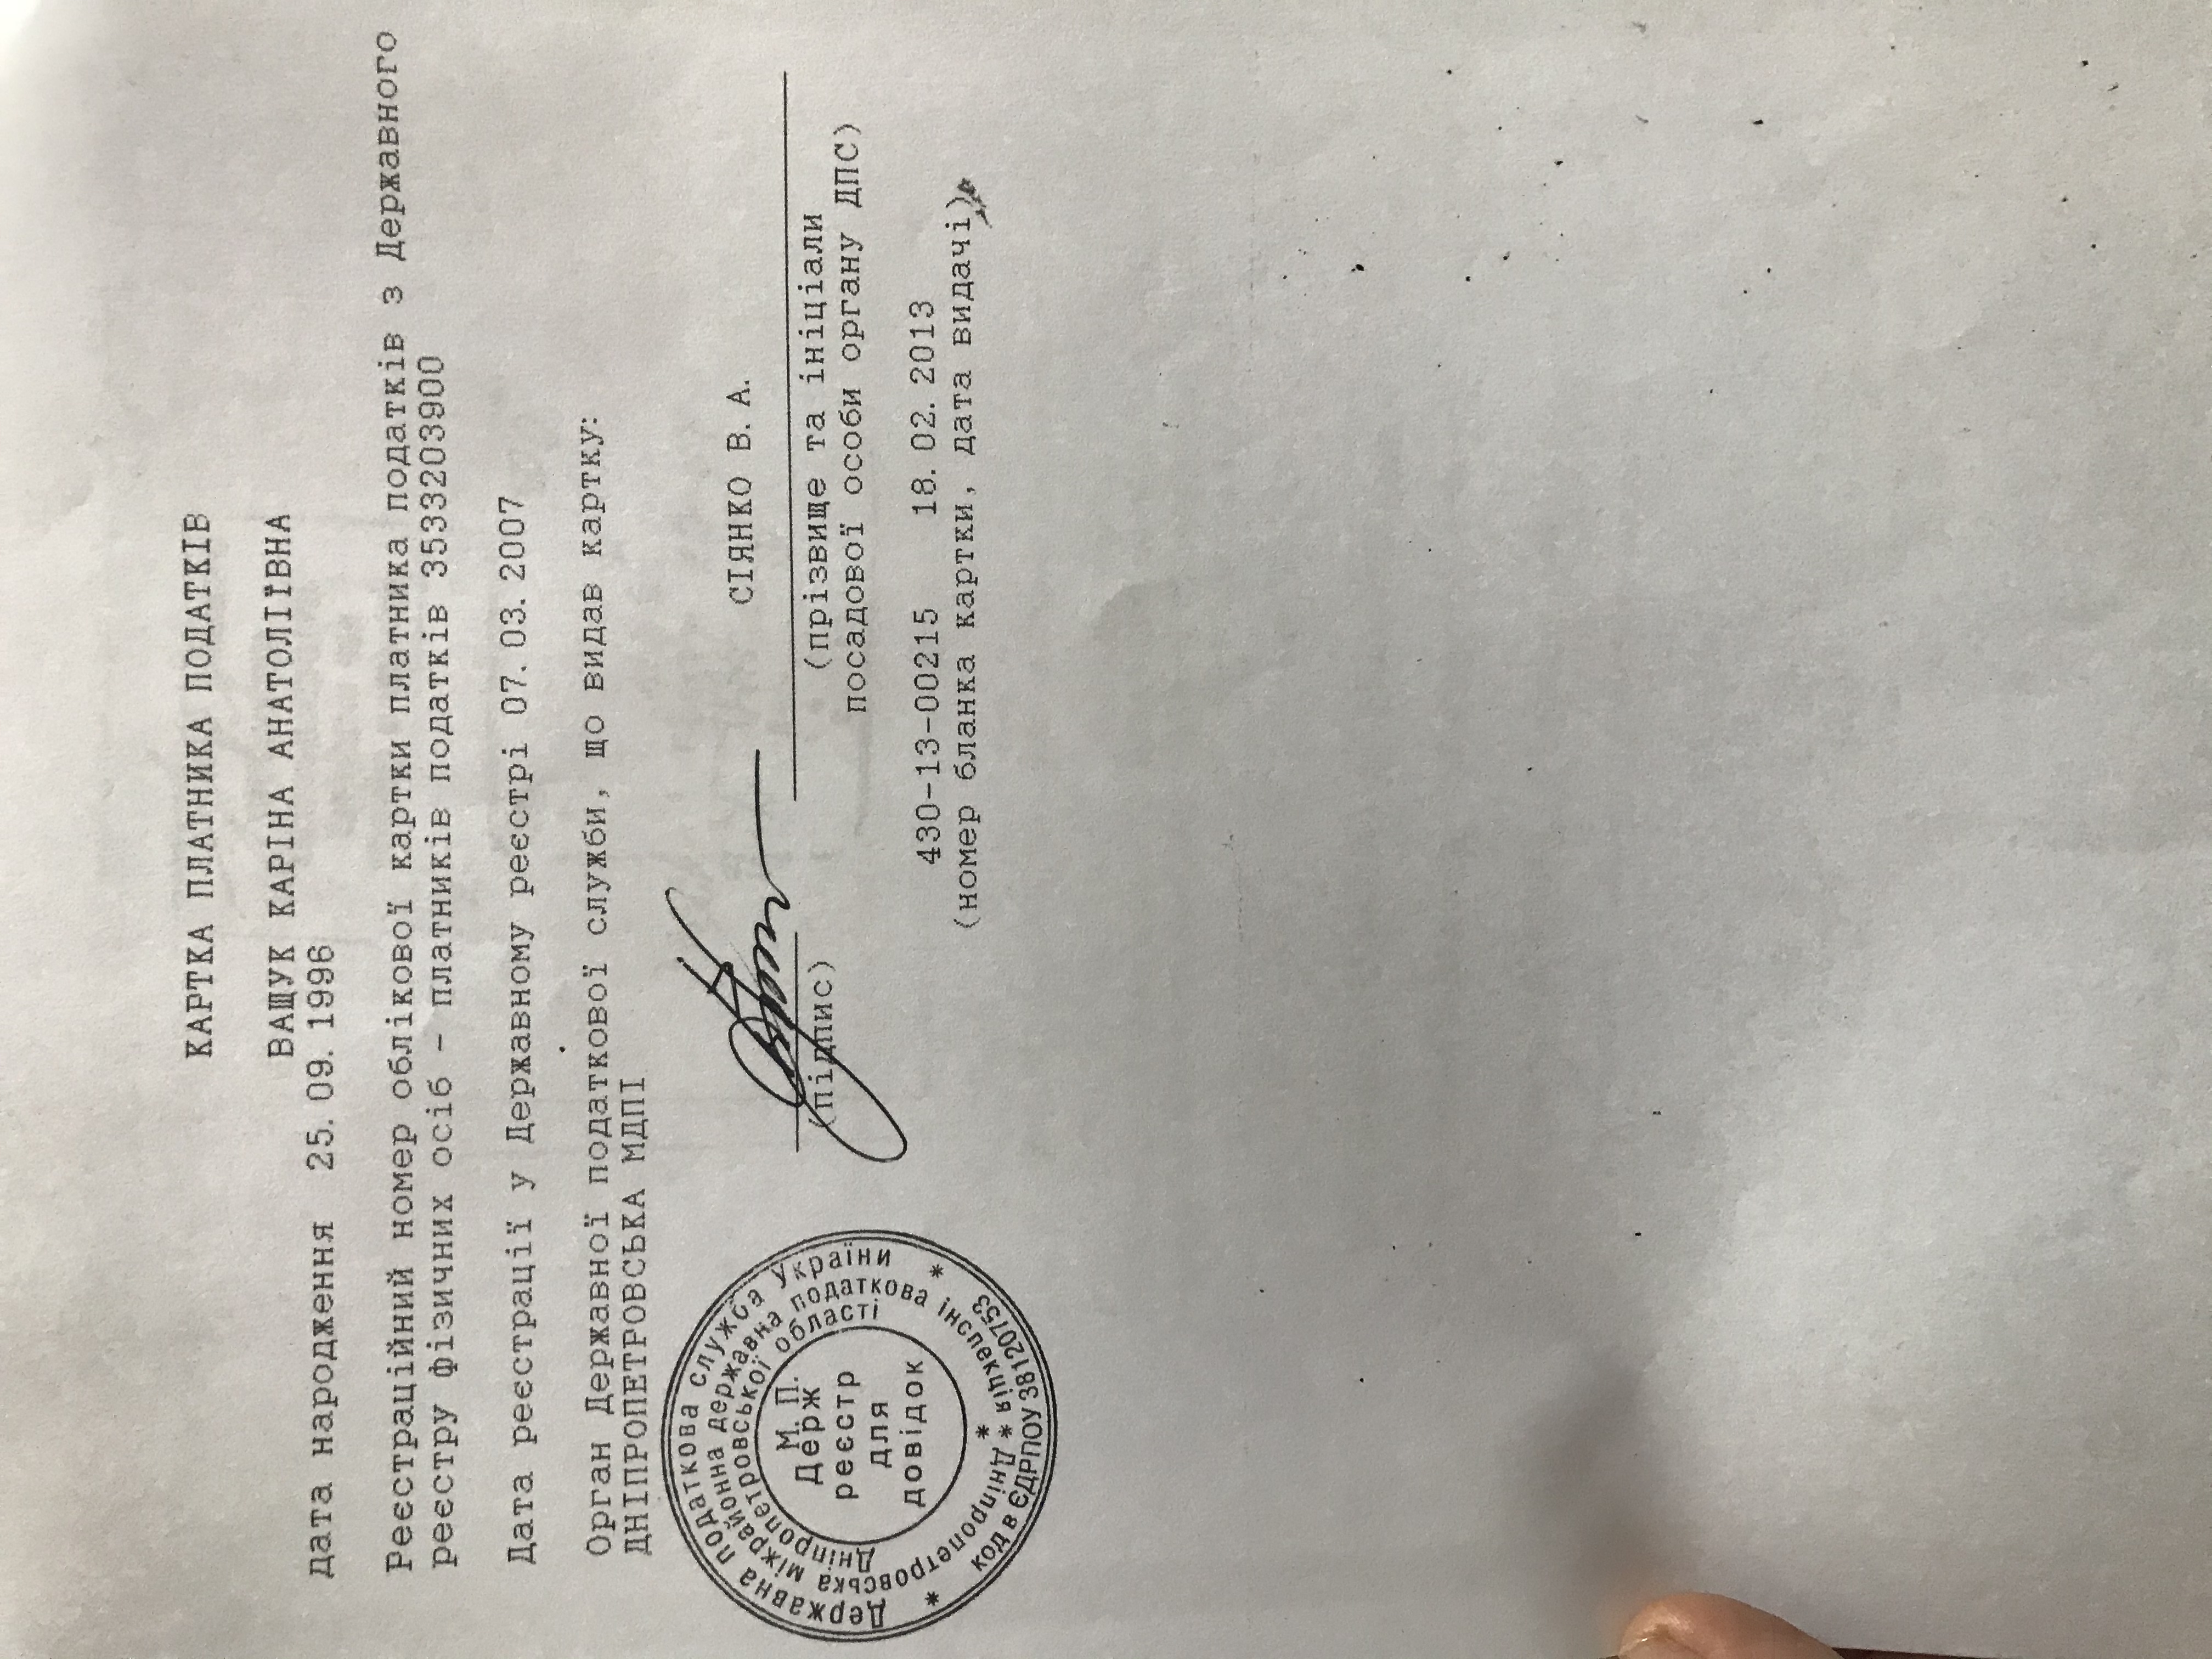 КАРТКА ПЛАТНИКА ПОДАТКІВ
ВАЩУК КАРІНА АНАТОЛІЇВНА
дата народження 25.09.1996
Реєстраційний номер облікової картки платника податків з Державного
реєстру фізичних осіб - платників податків 3533203900
Дата реєстрації у Державному реєстрі 07.03.2007
Орган Державної податкової служби, що видав картку:
ДНІПРОПЕТРОВСЬКА МДПІ
Державна податкова служба України
Дніпропетровська міжрайонна державна податкова інспекція
Дніпропетровської області
код в ЄДРПОУ 38120753
М.П.
Держ
реєстр
для
довідок
СІЯНКО В.А.
(підпис)
(прізвище та ініціали
посадової особи органу ДПС)
430-13-00215 18.02.2013
(номер бланка картки, дата видачі)